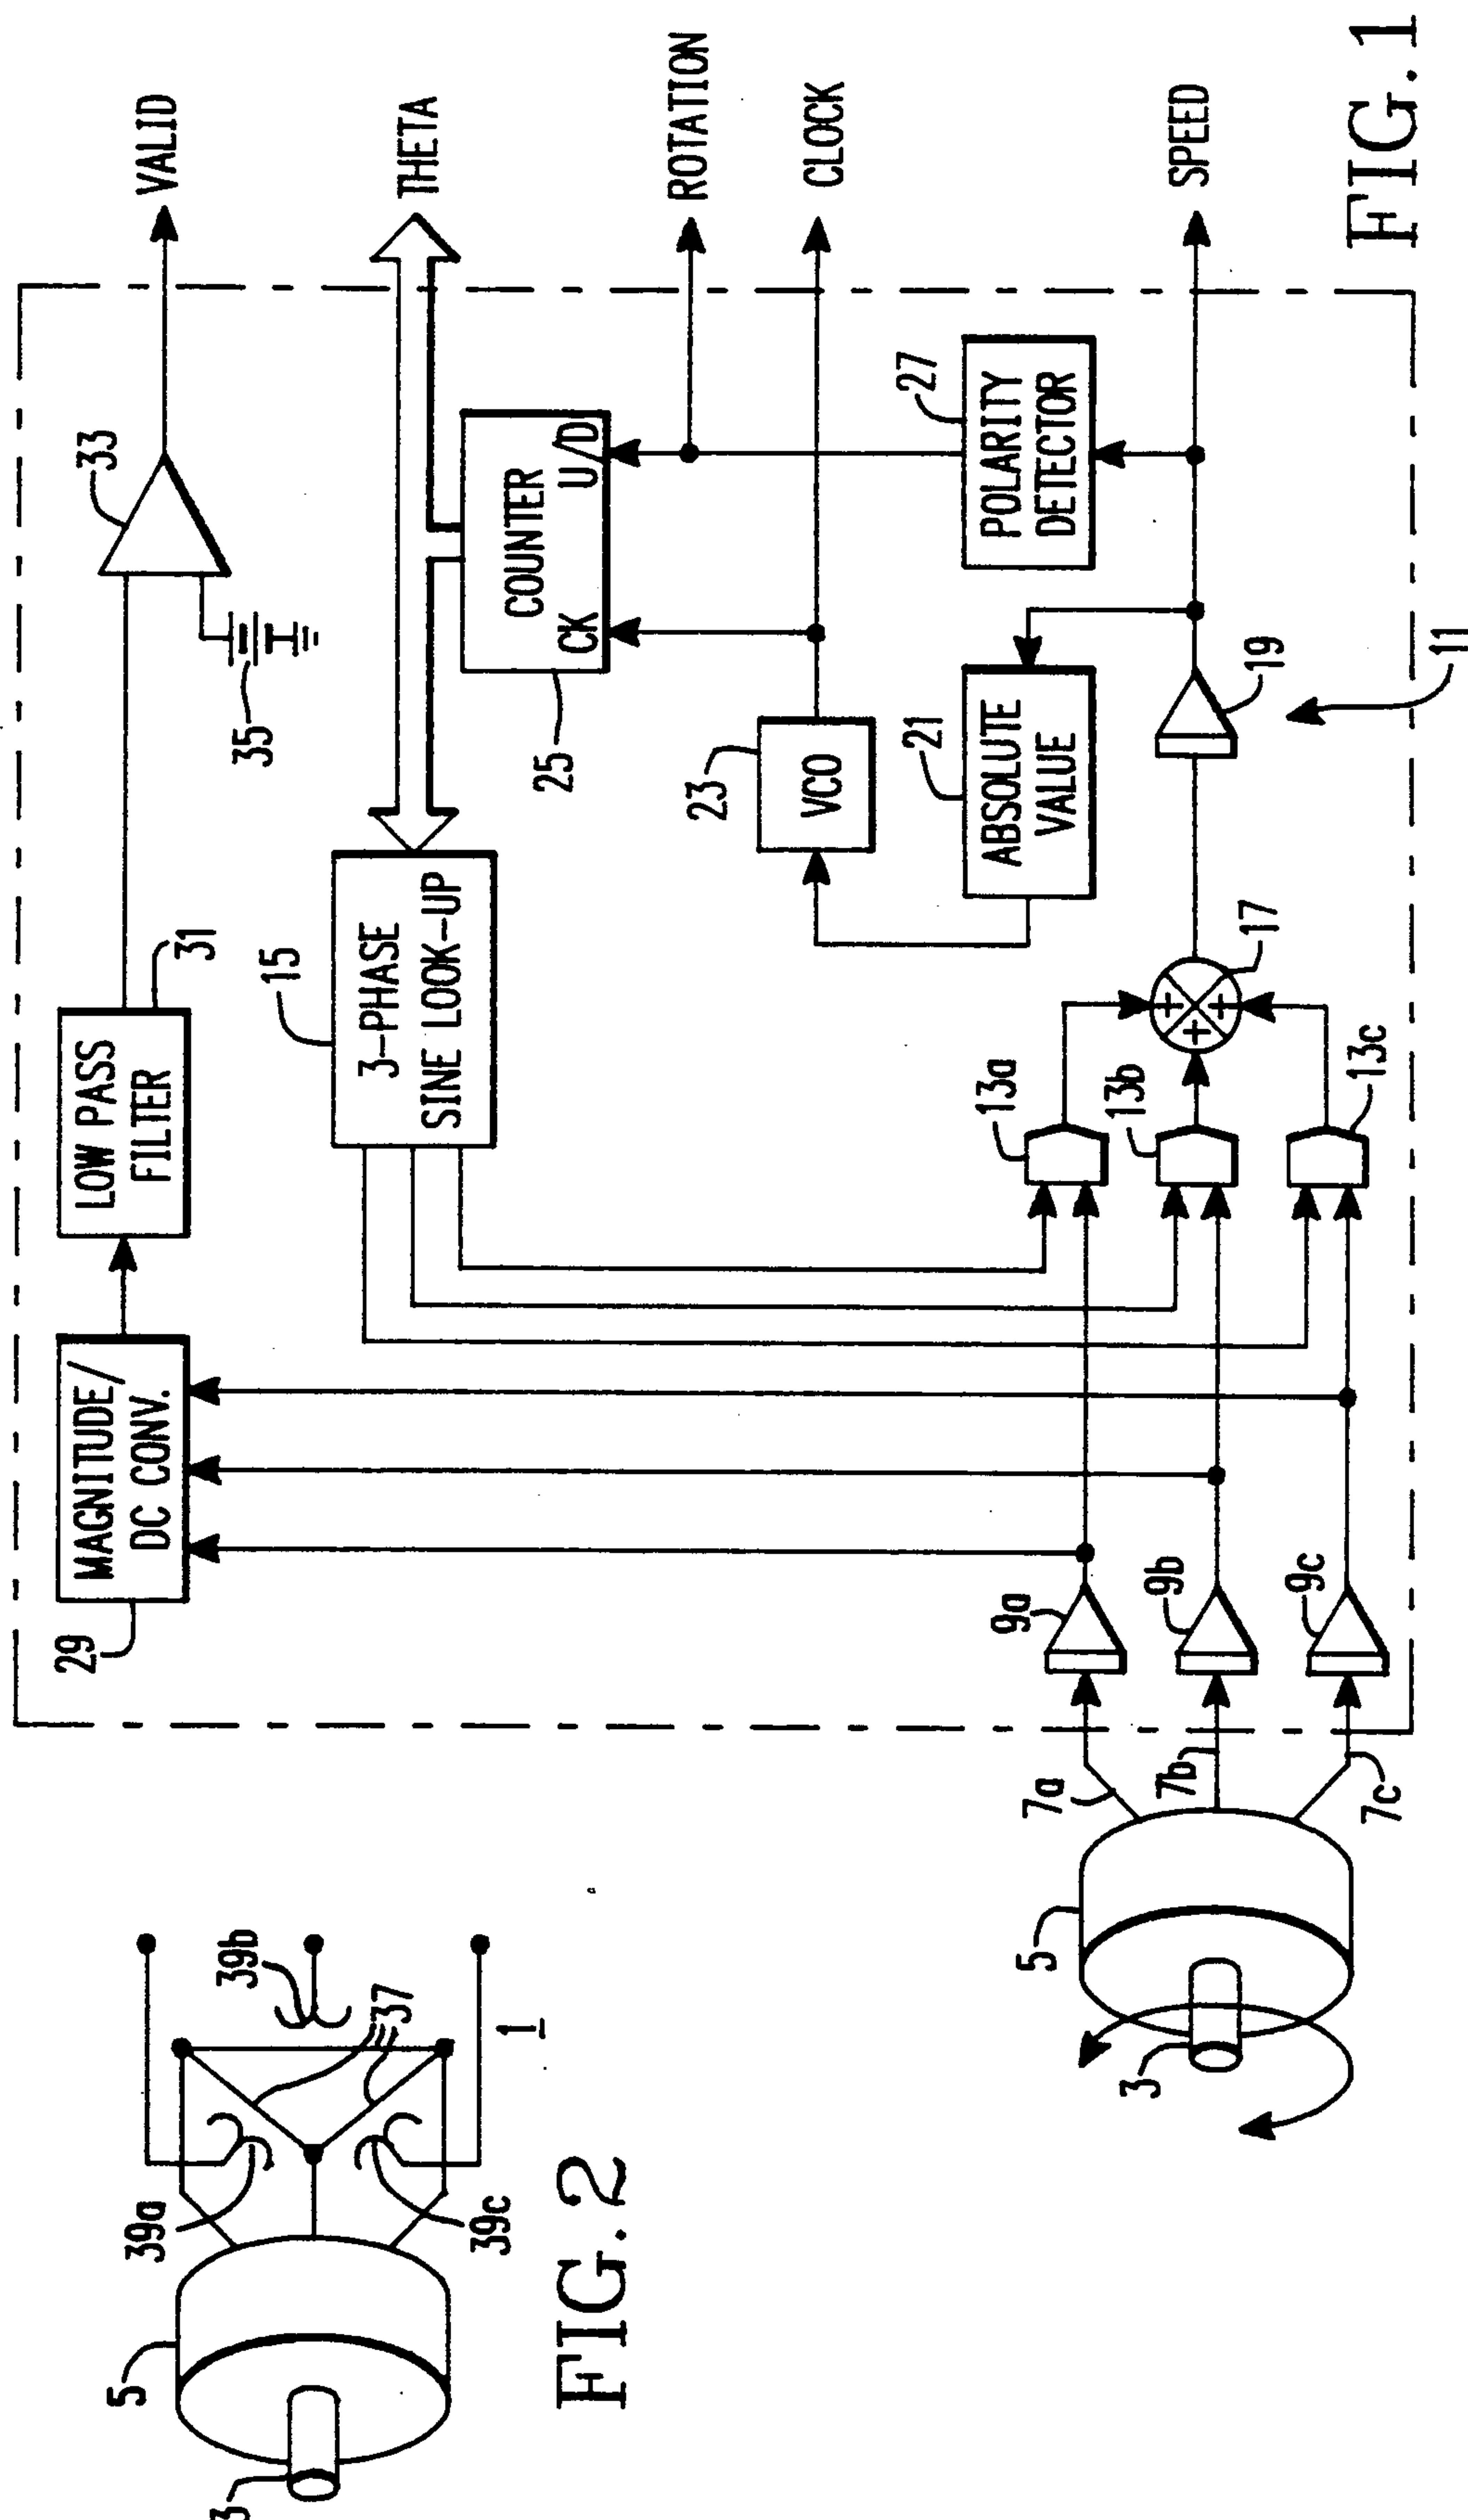 VALID
THETA
ROTATION
CLOCK
SPEED
FIG. 1
33
35
LOW PASS
FILTER
31
MAGNITUDE/
DC CONV.
29
15
3-PHASE
SINE LOOK-UP
COUNTER
CK
U/D
25
23
VCO
27
POLARITY
DETECTOR
21
ABSOLUTE
VALUE
19
11
17
13a
13b
13c
9a
9b
9c
7a
7b
7c
5
3
1
39a
39b
39c
37
5
3
FIG. 2